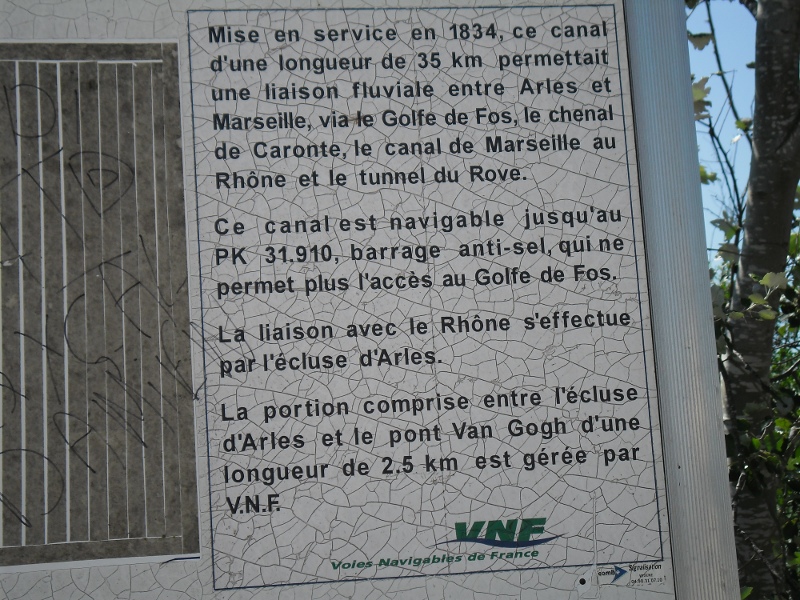 Mise en service en 1834, ce canal
d'une longueur de 35 km permettait
une liaison fluviale entre Arles et
Marseille, via le Golfe de Fos, le chenal
de Caronte, le canal de Marseille au
Rhône et le tunnel du Rove.
Ce canal est navigable jusqu'au
PK 31.910, barrage anti-sel, qui ne
permet plus l'accès au Golfe de Fos.
La liaison avec le Rhône s'effectue
par l'écluse d'Arles.
La portion comprise entre l'écluse
d'Arles et le pont Van Gogh d'une
longueur de 2.5 km est gérée par
V.N.F.
VNF
Voies Navigables de France
Signalisation